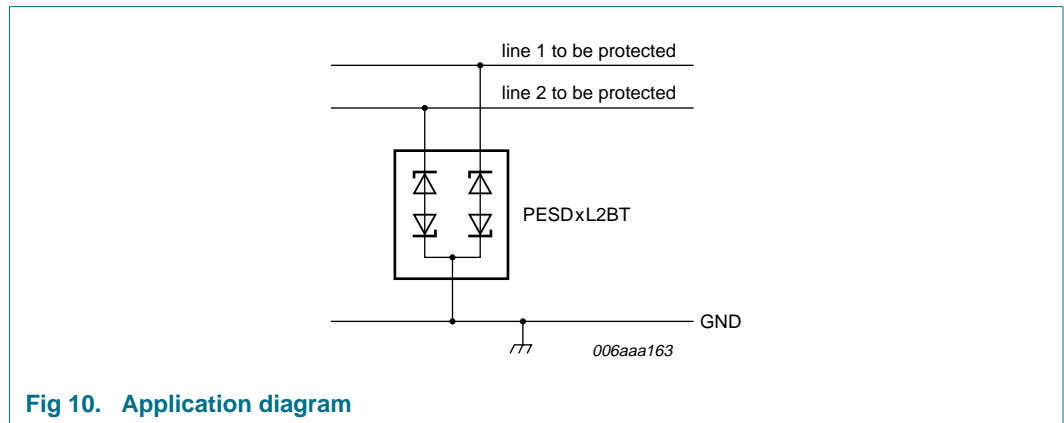 line 1 to be protected
line 2 to be protected
PESDxL2BT
GND
006aaa163
Fig 10. Application diagram